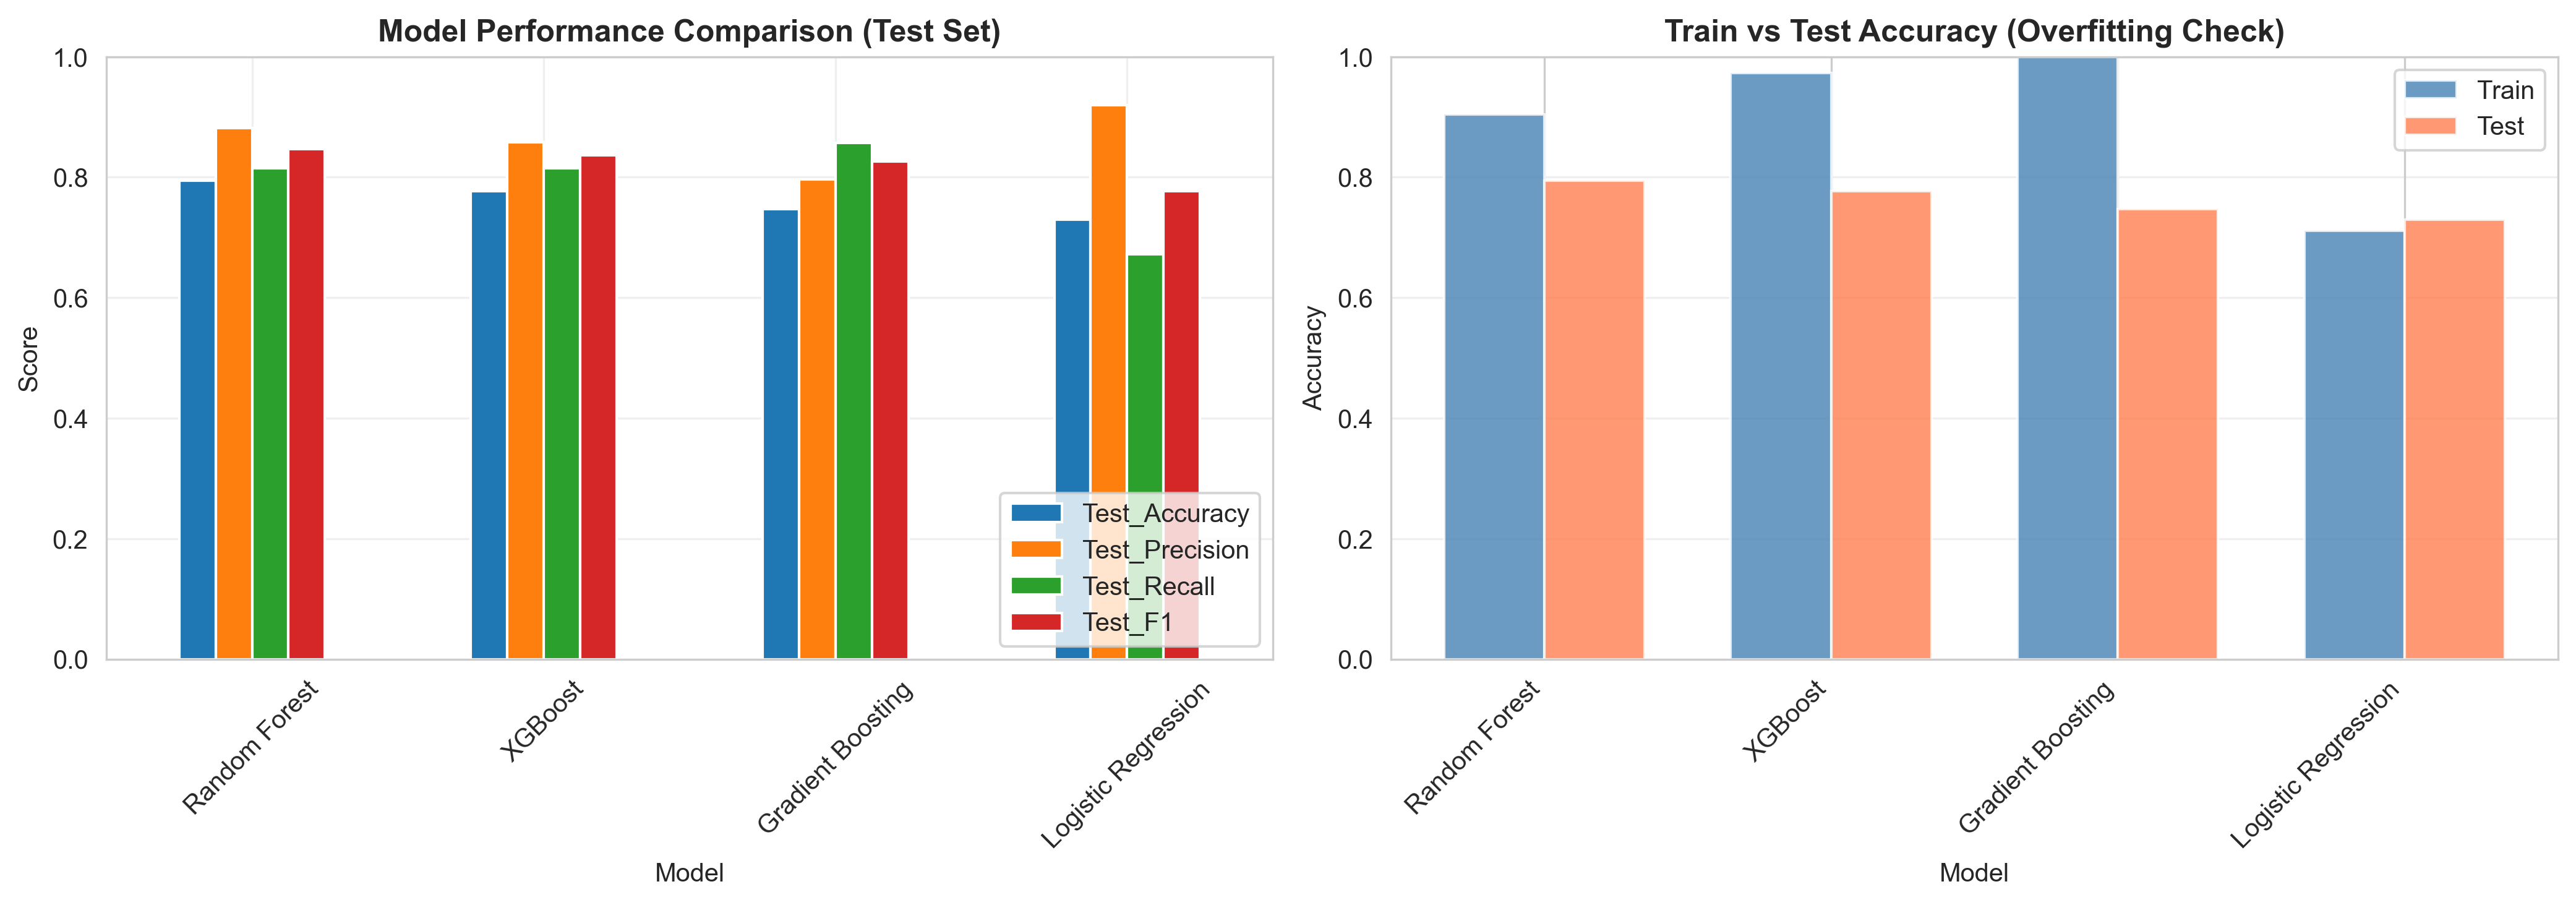 Model Performance Comparison (Test Set)
Score
1.0
0.8
0.6
0.4
0.2
0.0
Test_Accuracy
Test_Precision
Test_Recall
Test_F1
Random Forest
XGBoost
Gradient Boosting
Logistic Regression
Model
Train vs Test Accuracy (Overfitting Check)
Accuracy
1.0
0.8
0.6
0.4
0.2
0.0
Train
Test
Random Forest
XGBoost
Gradient Boosting
Logistic Regression
Model